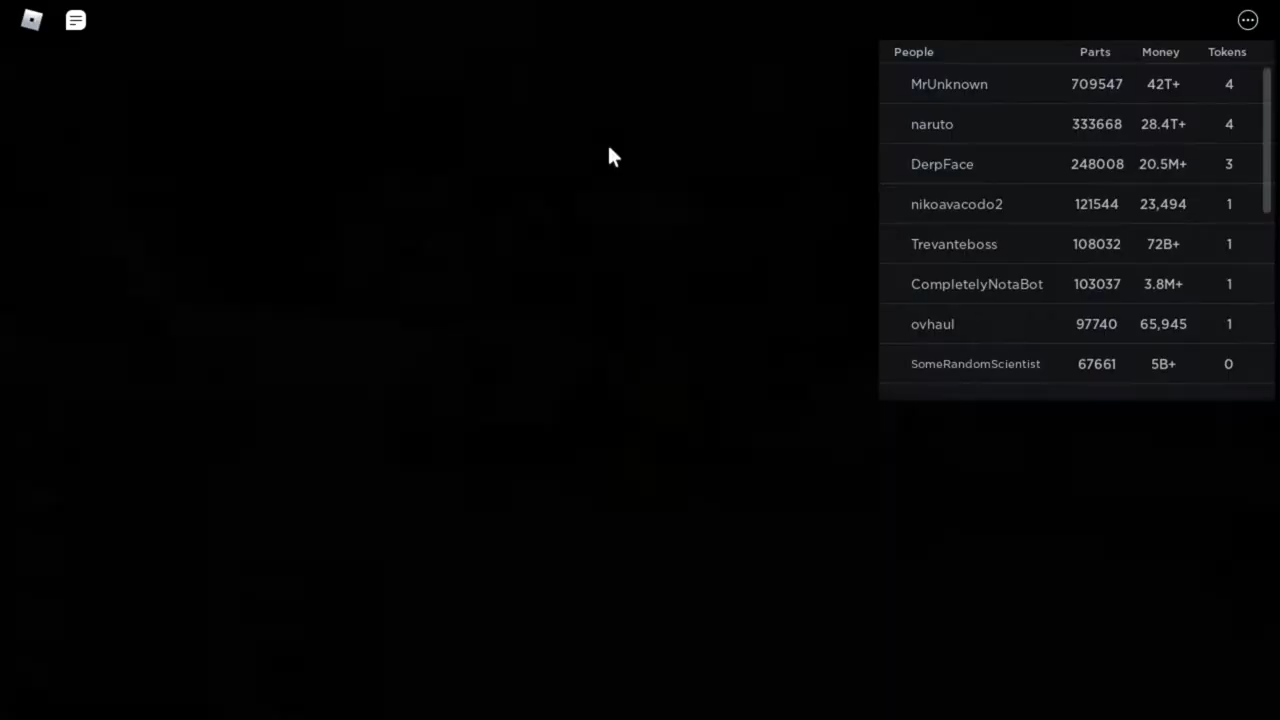 People Parts Money Tokens
MrUnknown 709547 42T+ 4
naruto 333668 28.4T+ 4
DerpFace 248008 20.5M+ 3
nikoavacodo2 121544 23,494 1
Trevanteboss 108032 72B+ 1
CompletelyNotaBot 103037 3.8M+ 1
ovhaul 97740 65,945 1
SomeRandomScientist 67661 5B+ 0